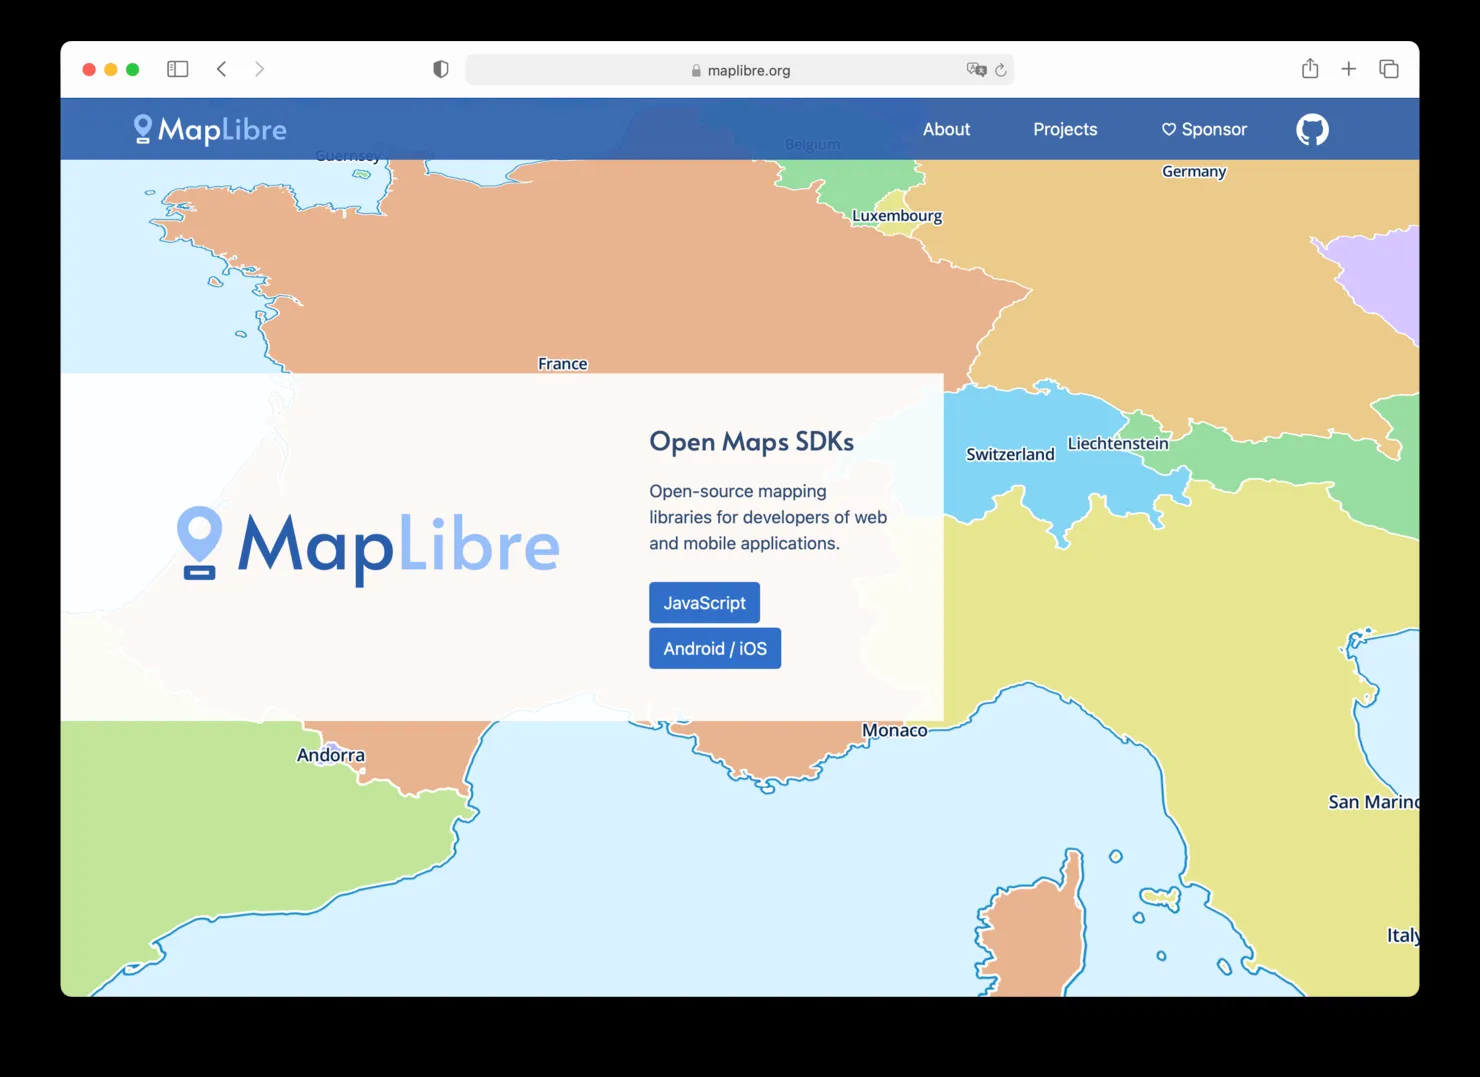 maplibre.org
MapLibre
About
Projects
Sponsor
Guernsey
Belgium
Germany
Luxembourg
France
Switzerland
Liechtenstein
Open Maps SDKs
Open-source mapping
libraries for developers of web
and mobile applications.
MapLibre
JavaScript
Android / iOS
Monaco
Andorra
San Marino
Italy